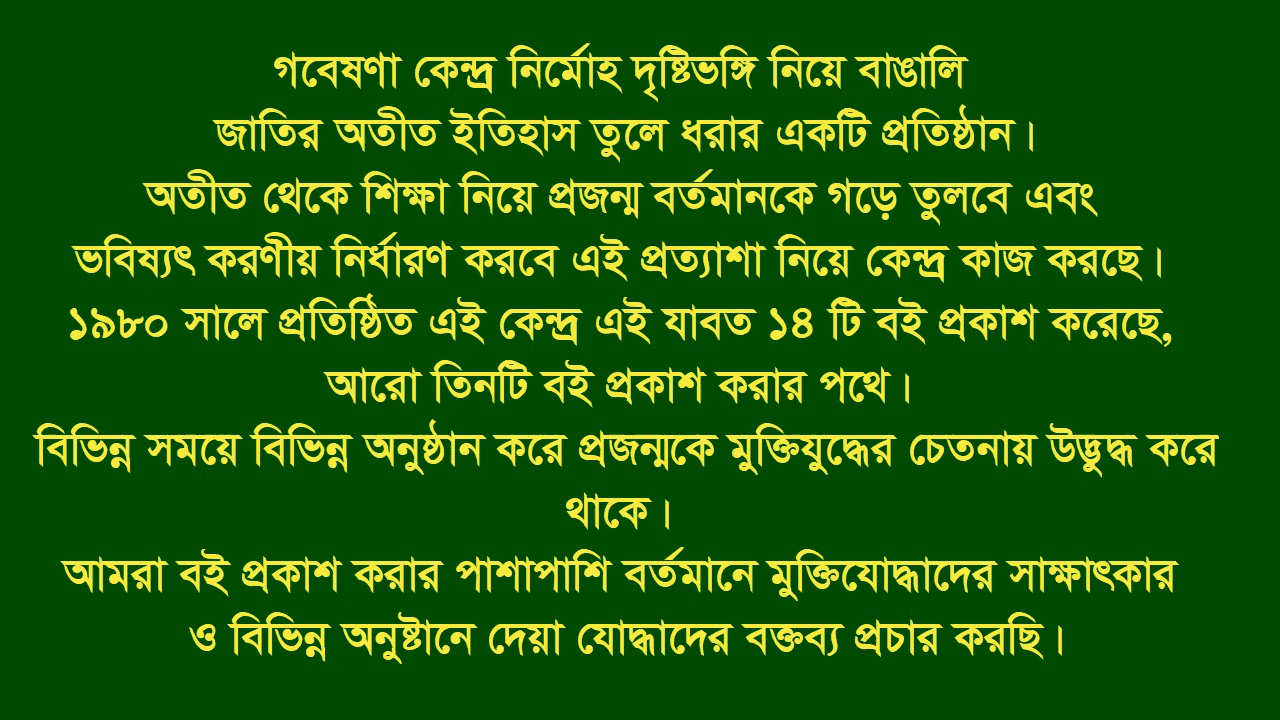 গবেষণা কেন্দ্র নির্মোহ দৃষ্টিভঙ্গি নিয়ে বাঙালি
জাতির অতীত ইতিহাস তুলে ধরার একটি প্রতিষ্ঠান।
অতীত থেকে শিক্ষা নিয়ে প্রজন্ম বর্তমানকে গড়ে তুলবে এবং
ভবিষ্যৎ করণীয় নির্ধারণ করবে এই প্রত্যাশা নিয়ে কেন্দ্র কাজ করছে।
১৯৮০ সালে প্রতিষ্ঠিত এই কেন্দ্র এই যাবত ১৪ টি বই প্রকাশ করেছে,
আরো তিনটি বই প্রকাশ করার পথে।
বিভিন্ন সময়ে বিভিন্ন অনুষ্ঠান করে প্রজন্মকে মুক্তিযুদ্ধের চেতনায় উদ্ভুদ্ধ করে
থাকে।
আমরা বই প্রকাশ করার পাশাপাশি বর্তমানে মুক্তিযোদ্ধাদের সাক্ষাৎকার
ও বিভিন্ন অনুষ্টানে দেয়া যোদ্ধাদের বক্তব্য প্রচার করছি।